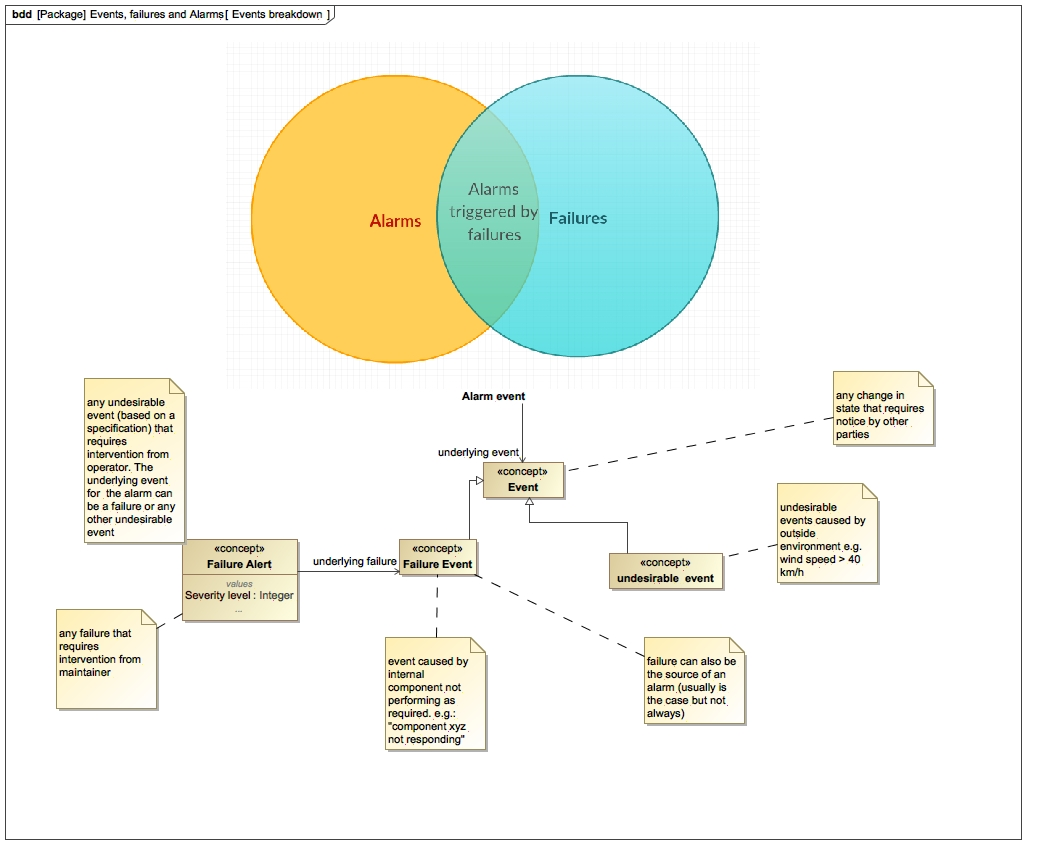 bdd [Package] Events, failures and Alarms[ Events breakdown ]
Alarms
Alarms
triggered by
failures
Failures
Alarm event
underlying event
«concept»
Event
any change in
state that requires
notice by other
parties
any undesirable
event (based on a
specification) that
requires
intervention from
operator. The
underlying event
for the alarm can
be a failure or any
other undesirable
event
undesirable
events caused by
outside
environment e.g.
wind speed > 40
km/h
«concept»
Failure Alert
values
Severity level : Integer
...
underlying failure
«concept»
Failure Event
«concept»
undesirable event
any failure that
requires
intervention from
maintainer
event caused by
internal
component not
performing as
required. e.g.:
"component xyz
not responding"
failure can also be
the source of an
alarm (usually is
the case but not
always)